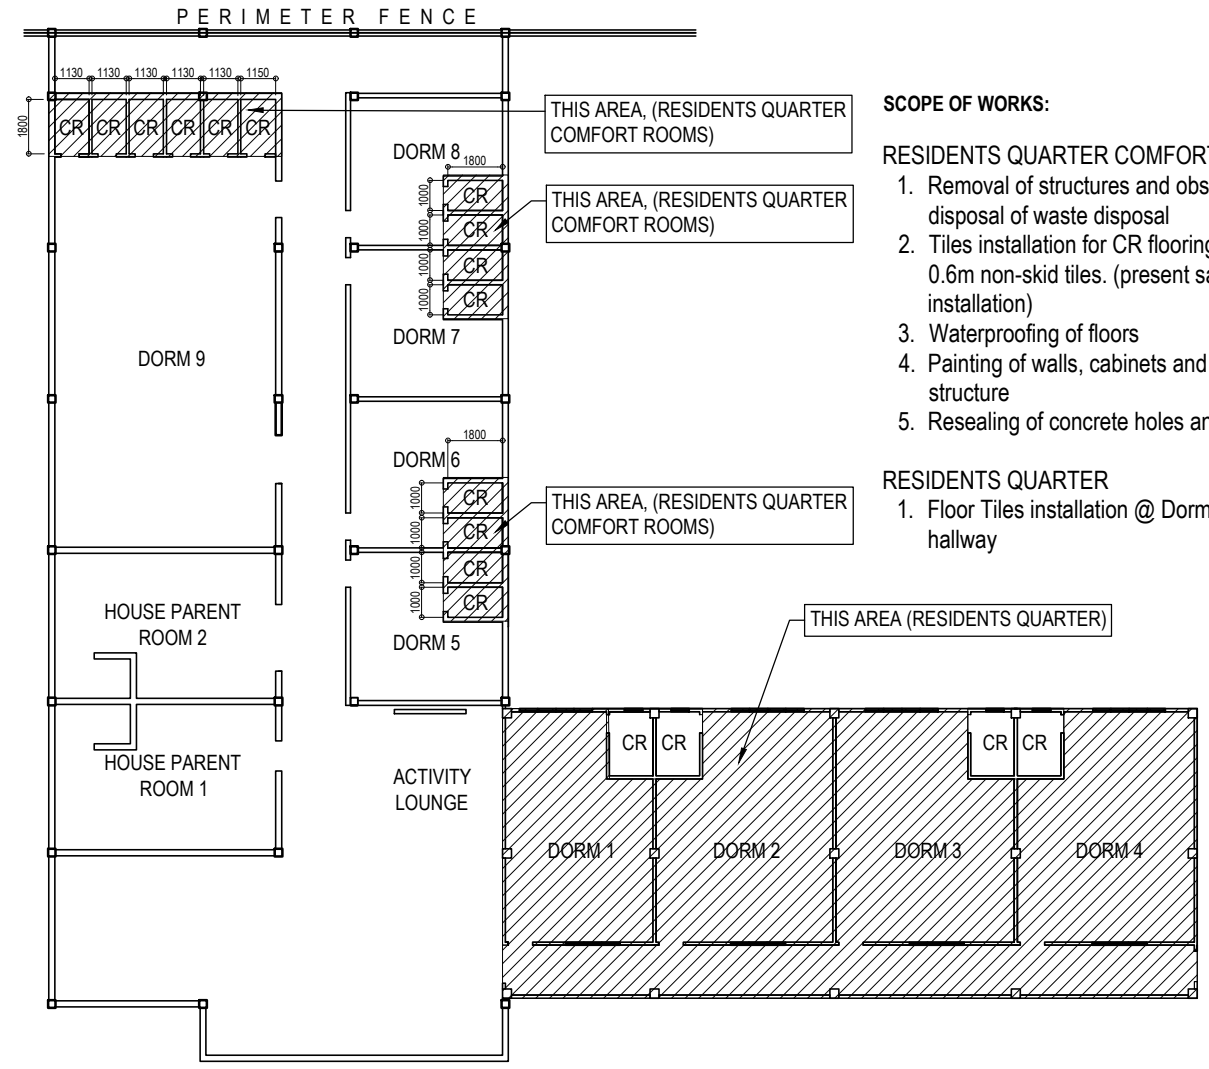 PERIMETER FENCE
1130 1130 1130 1130 1130 1150
1800
CR CR CR CR CR CR
THIS AREA, (RESIDENTS QUARTER
COMFORT ROOMS)
DORM 8
1800
1000
CR
1000
CR
1000
CR
1000
CR
THIS AREA, (RESIDENTS QUARTER
COMFORT ROOMS)
DORM 7
DORM 9
DORM 6
1800
1000
CR
1000
CR
1000
CR
1000
CR
THIS AREA, (RESIDENTS QUARTER
COMFORT ROOMS)
DORM 5
HOUSE PARENT
ROOM 2
HOUSE PARENT
ROOM 1
ACTIVITY
LOUNGE
SCOPE OF WORKS:
RESIDENTS QUARTER COMFORT
1. Removal of structures and obs
disposal of waste disposal
2. Tiles installation for CR flooring
0.6m non-skid tiles. (present sa
installation)
3. Waterproofing of floors
4. Painting of walls, cabinets and
structure
5. Resealing of concrete holes an
RESIDENTS QUARTER
1. Floor Tiles installation @ Dorm
hallway
THIS AREA (RESIDENTS QUARTER)
CR CR CR CR
DORM 1 DORM 2 DORM 3 DORM 4